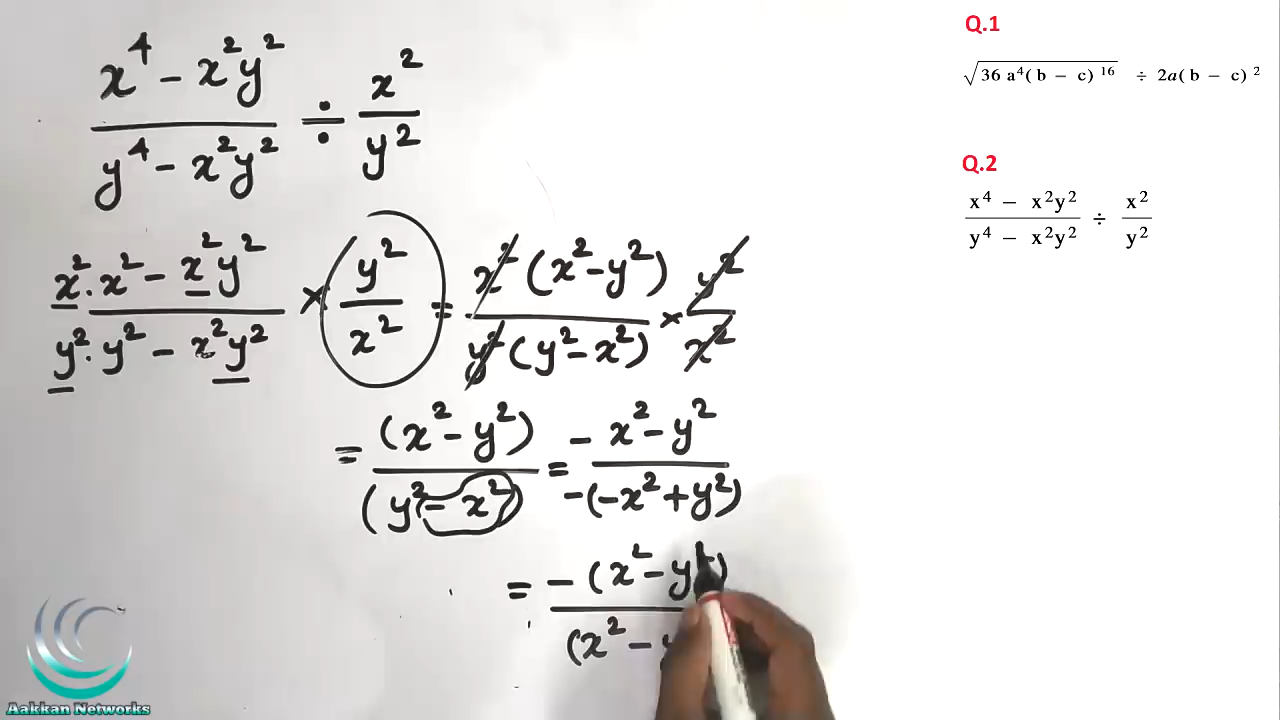 x⁴ - x²y² / y⁴ - x²y² ÷ x² / y²
x²·x² - x²y² / y²·y² - x²y² × y² / x² = x²(x²-y²) / y²(y²-x²) × y² / x²
= (x²-y²) / (y²-x²) = - x²-y² / -(-x²+y²)
= -(x²-y²) / (x² -
Aakkan Networks
Q.1
√36 a⁴( b - c) ¹⁶ ÷ 2a( b - c) ²
Q.2
x⁴ - x²y² / y⁴ - x²y² ÷ x² / y²